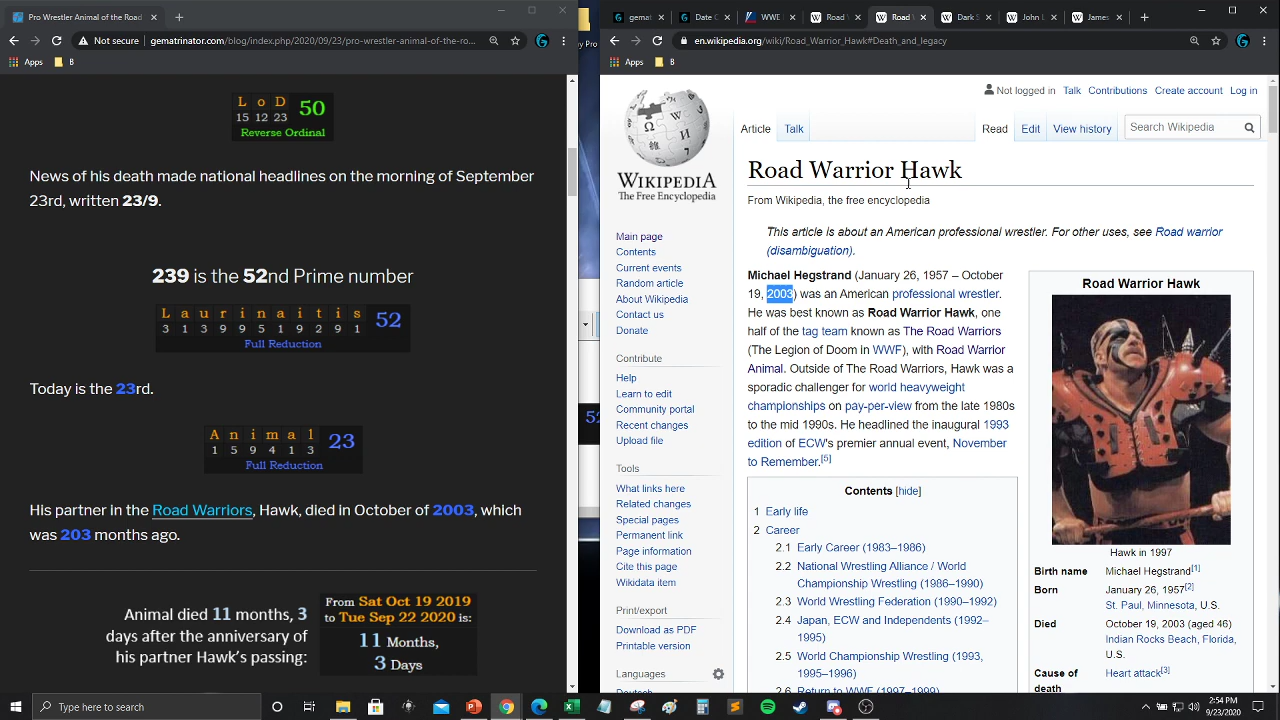 Pro Wrestler Animal of the Road
Not secure
gematrinator.com/blog/index.php/2020/09/23/pro-wrestler-animal-of-the-ro...
Apps
B
L o D 50
15 12 23
Reverse Ordinal
News of his death made national headlines on the morning of September
23rd, written 23/9.
239 is the 52nd Prime number
L a u r i n a i t i s 52
3 1 3 9 9 5 1 9 2 9 1
Full Reduction
Today is the 23rd.
A n i m a l 23
1 5 9 4 1 3
Full Reduction
His partner in the Road Warriors, Hawk, died in October of 2003, which
was 203 months ago.
Animal died 11 months, 3
days after the anniversary of
his partner Hawk's passing:
From Sat Oct 19 2019
to Tue Sep 22 2020 is:
11 Months,
3 Days
gemat
Date C
WWE
Road
Road
Dark S
John L
James
en.wikipedia.org/wiki/Road_Warrior_Hawk#Death_and_legacy
Apps
B
Not logged in Talk Contributions Create account Log in
Article Talk Read Edit View history Search Wikipedia
WIKIPEDIA
The Free Encyclopedia
Main page
Contents
Current events
Random article
About Wikipedia
Contact us
Donate
Contribute
Help
Learn to edit
Community portal
Recent changes
Upload file
Tools
What links here
Related changes
Special pages
Permanent link
Page information
Cite this page
Wikidata item
Print/export
Download as PDF
Printable version
Languages
Deutsch
Road Warrior Hawk
From Wikipedia, the free encyclopedia
This article is about an American professional wrestler. For other uses, see Road warrior
(disambiguation).
Michael Hegstrand (January 26, 1957 – October
19, 2003) was an American professional wrestler.
He was best known as Road Warrior Hawk, one
half of the tag team known as The Road Warriors
(The Legion of Doom in WWF), with Road Warrior
Animal. Outside of The Road Warriors, Hawk was a
sporadic challenger for world heavyweight
championships on pay-per-view from the late 1980s
to the mid 1990s. He headlined the inaugural 1993
edition of ECW's premier annual event, November
to Remember.[5]
Contents [hide]
1 Early life
2 Career
2.1 Early Career (1983–1986)
2.2 National Wrestling Alliance / World
Championship Wrestling (1986–1990)
2.3 World Wrestling Federation (1990–1992)
2.4 Japan, ECW and Independents (1992–
1995)
2.5 World Championship Wrestling (1993,
1995–1996)
2.6 Return to WWF (1997–1999)
Road Warrior Hawk
Hawk in 1997
Birth name Michael Hegstrand[1]
Born January 26, 1957[2]
St. Paul, Minnesota, U.S.
Died October 19, 2003 (aged 46)
Indian Rocks Beach, Florida,
U.S.
Cause of Heart attack[3]
death
Type here to search
2:54 PM
9/23/2020